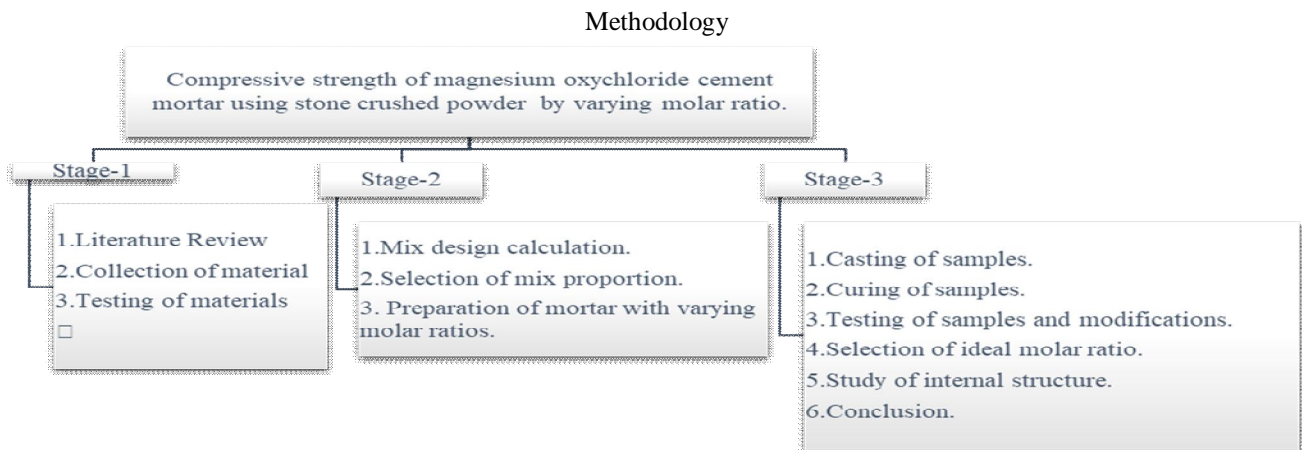 Methodology
Compressive strength of magnesium oxychloride cement
mortar using stone crushed powder by varying molar ratio.
Stage-1
1.Literature Review
2.Collection of material
3.Testing of materials
□
Stage-2
1.Mix design calculation.
2.Selection of mix proportion.
3. Preparation of mortar with varying
molar ratios.
Stage-3
1.Casting of samples.
2.Curing of samples.
3.Testing of samples and modifications.
4.Selection of ideal molar ratio.
5.Study of internal structure.
6.Conclusion.